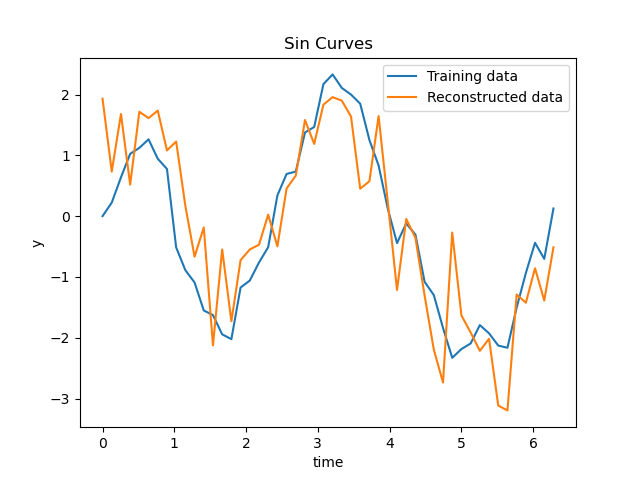 Sin Curves
Training data
Reconstructed data
y
2
1
0
−1
−2
−3
0 1 2 3 4 5 6
time